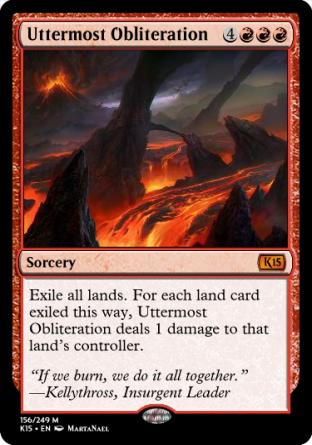 Uttermost Obliteration 4
K15
Sorcery
Exile all lands. For each land card
exiled this way, Uttermost
Obliteration deals 1 damage to that
land's controller.
"If we burn, we do it all together."
—Kellythross, Insurgent Leader
156/249 M
K15 • EN MartaNael